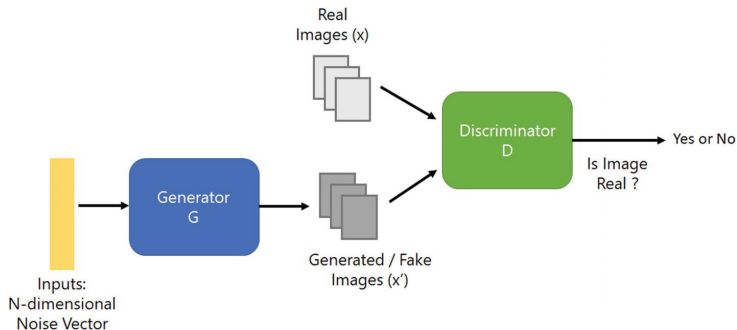 Real
Images (x)
Discriminator
D
Yes or No
Is Image
Real ?
Generator
G
Generated / Fake
Images (x')
Inputs:
N-dimensional
Noise Vector